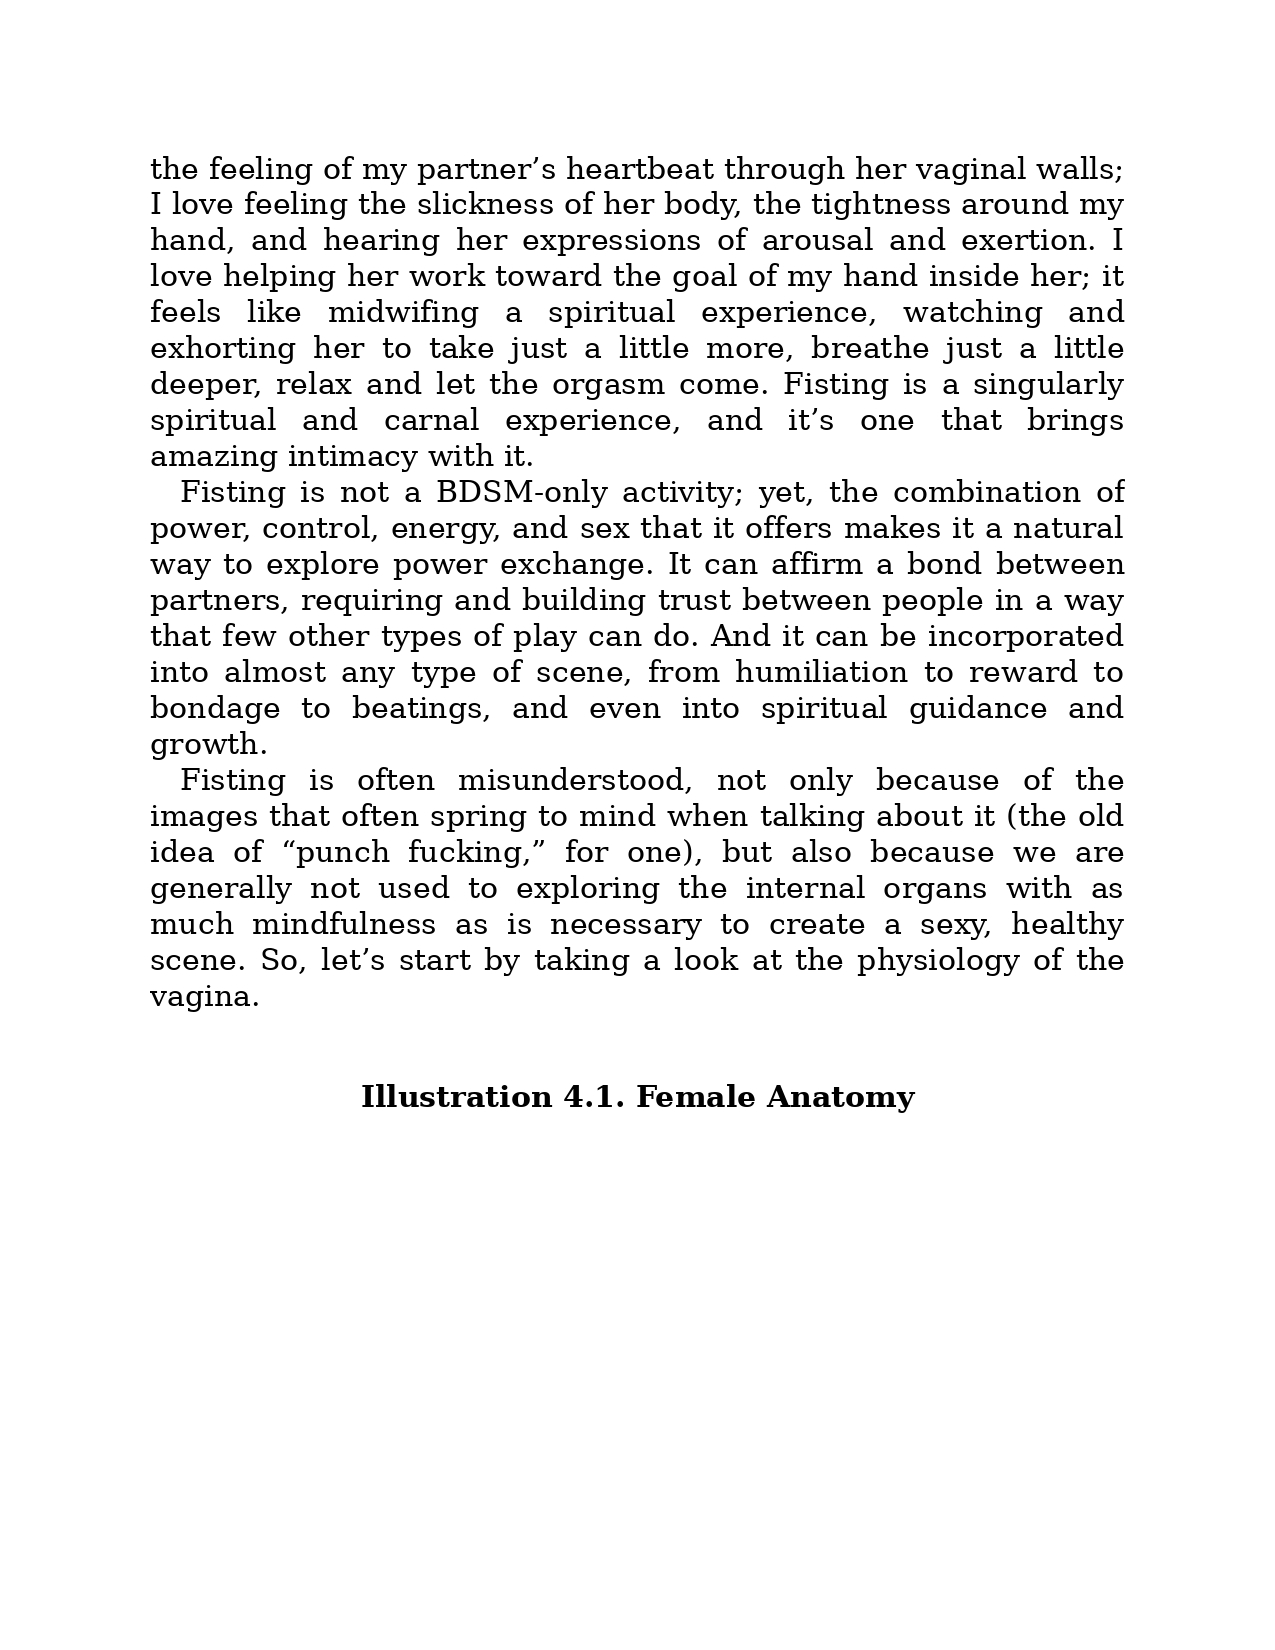 the feeling of my partner’s heartbeat through her vaginal walls;
I love feeling the slickness of her body, the tightness around my
hand, and hearing her expressions of arousal and exertion. I
love helping her work toward the goal of my hand inside her; it
feels like midwifing a spiritual experience, watching and
exhorting her to take just a little more, breathe just a little
deeper, relax and let the orgasm come. Fisting is a singularly
spiritual and carnal experience, and it’s one that brings
amazing intimacy with it.
Fisting is not a BDSM-only activity; yet, the combination of
power, control, energy, and sex that it offers makes it a natural
way to explore power exchange. It can affirm a bond between
partners, requiring and building trust between people in a way
that few other types of play can do. And it can be incorporated
into almost any type of scene, from humiliation to reward to
bondage to beatings, and even into spiritual guidance and
growth.
Fisting is often misunderstood, not only because of the
images that often spring to mind when talking about it (the old
idea of “punch fucking,” for one), but also because we are
generally not used to exploring the internal organs with as
much mindfulness as is necessary to create a sexy, healthy
scene. So, let’s start by taking a look at the physiology of the
vagina.
Illustration 4.1. Female Anatomy